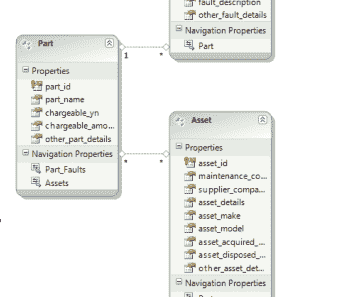 fault_description
other_fault_details
Navigation Properties
Part
Part
Properties
part_id
part_name
chargeable_yn
chargeable_amo...
other_part_details
Navigation Properties
Part_Faults
Assets
1
*
*
*
Asset
Properties
asset_id
maintenance_co...
supplier_compa...
asset_details
asset_make
asset_model
asset_acquired_...
asset_disposed_...
other_asset_det...
Navigation Properties